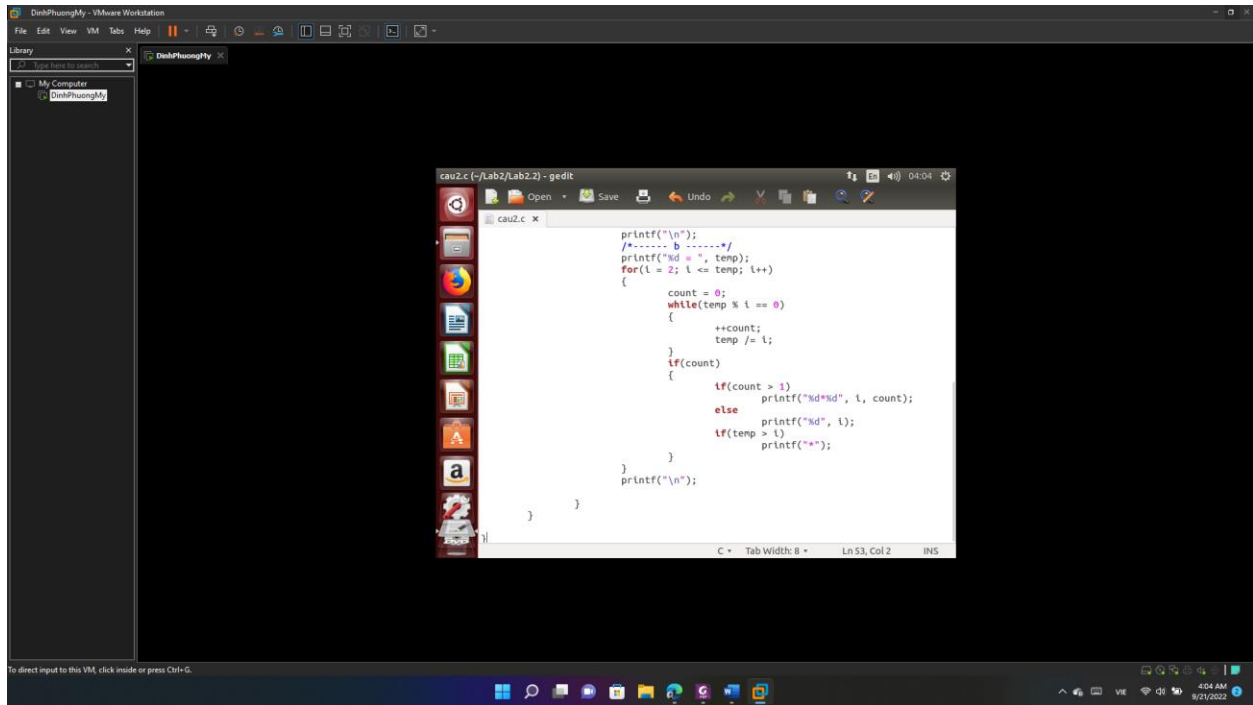 DinhPhuongMy - VMware Workstation
File Edit View VM Tabs Help
Library
DinhPhuongMy
Type here to search
My Computer
DinhPhuongMy
cau2.c (~/Lab2/Lab2.2) - gedit
En 04:04
Open Save Undo
cau2.c
printf("\n");
/*------ b ------*/
printf("%d = ", temp);
for(i = 2; i <= temp; i++)
{
count = 0;
while(temp % i == 0)
{
++count;
temp /= i;
}
if(count)
{
if(count > 1)
printf("%d*%d", i, count);
else
printf("%d", i);
if(temp > i)
printf("*");
}
}
printf("\n");
}
}
}
C Tab Width: 8 Ln 53, Col 2 INS
To direct input to this VM, click inside or press Ctrl+G.
VIE
4:04 AM
9/21/2022